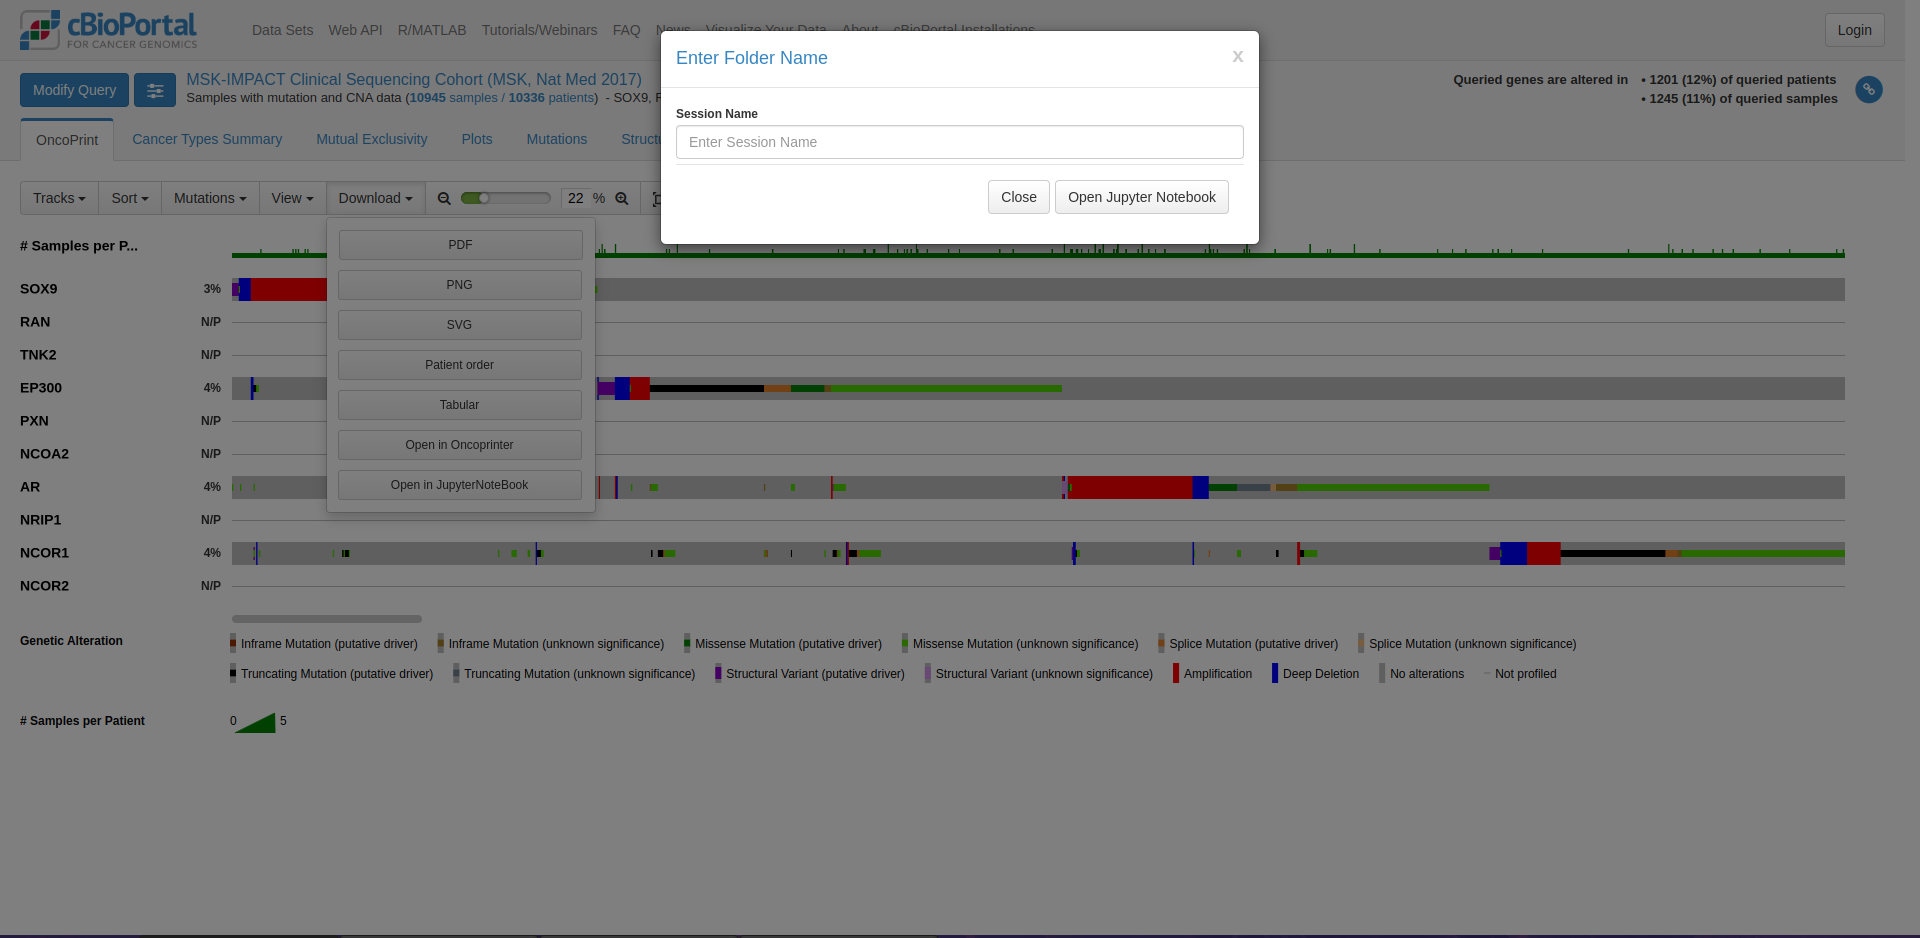 cBioPortal
FOR CANCER GENOMICS
Data Sets Web API R/MATLAB Tutorials/Webinars FAQ News Visualize Your Data About cBioPortal Installations
Login
Enter Folder Name
x
Modify Query
MSK-IMPACT Clinical Sequencing Cohort (MSK, Nat Med 2017)
Samples with mutation and CNA data (10945 samples / 10336 patients) - SOX9,
Queried genes are altered in
• 1201 (12%) of queried patients
• 1245 (11%) of queried samples
Session Name
Enter Session Name
Close
Open Jupyter Notebook
OncoPrint Cancer Types Summary Mutual Exclusivity Plots Mutations
Tracks Sort Mutations View Download 22 %
PDF
PNG
SVG
Patient order
Tabular
Open in Oncoprinter
Open in JupyterNoteBook
# Samples per P...
SOX9 3%
RAN N/P
TNK2 N/P
EP300 4%
PXN N/P
NCOA2 N/P
AR 4%
NRIP1 N/P
NCOR1 4%
NCOR2 N/P
Genetic Alteration
Inframe Mutation (putative driver) Inframe Mutation (unknown significance) Missense Mutation (putative driver) Missense Mutation (unknown significance) Splice Mutation (putative driver) Splice Mutation (unknown significance)
Truncating Mutation (putative driver) Truncating Mutation (unknown significance) Structural Variant (putative driver) Structural Variant (unknown significance) Amplification Deep Deletion No alterations Not profiled
# Samples per Patient 0 5